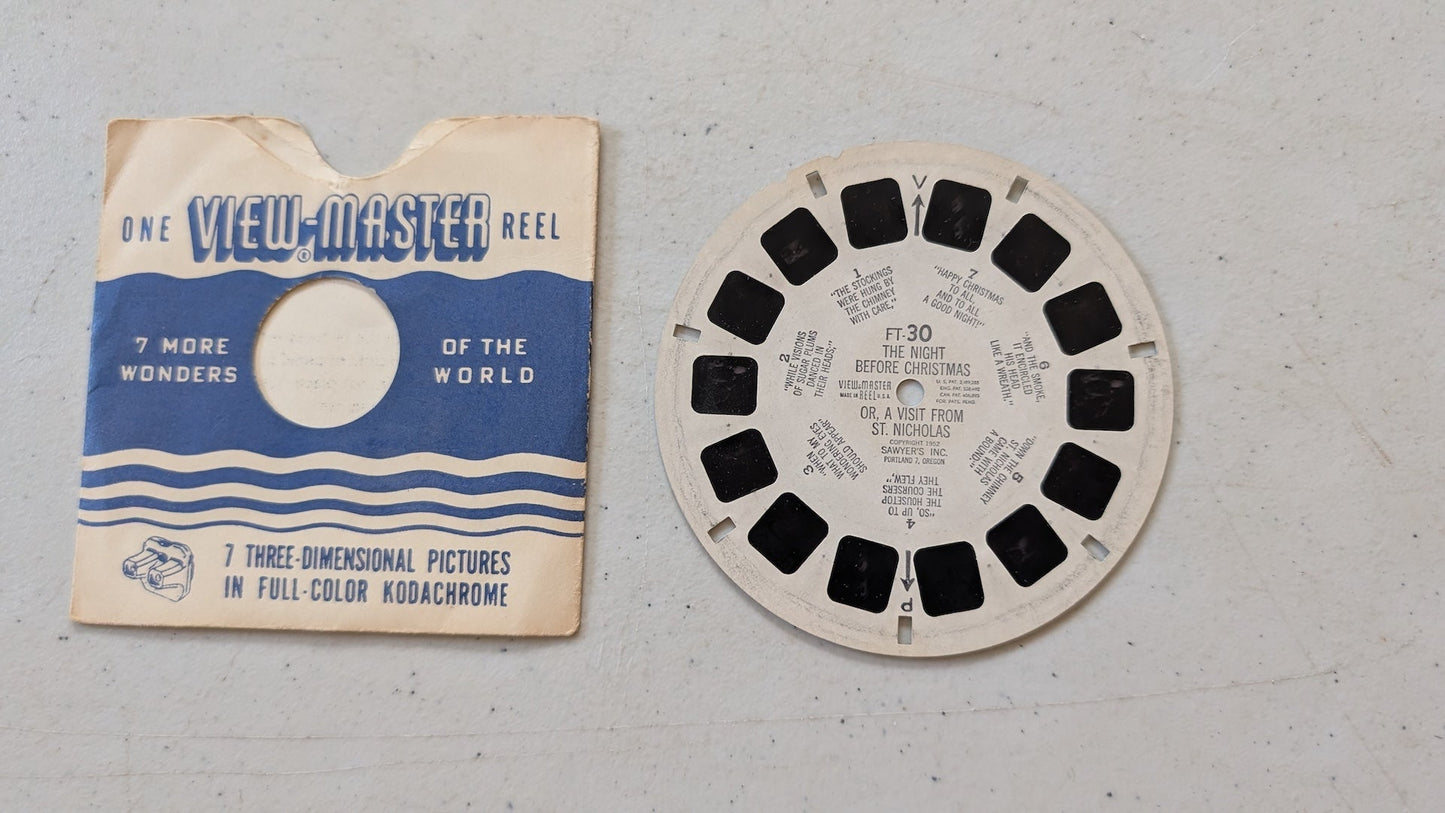 ONE VIEW-MASTER REEL
7 MORE
WONDERS
OF THE
WORLD
7 THREE-DIMENSIONAL PICTURES
IN FULL-COLOR KODACHROME
V
1
"THE STOCKINGS
WERE HUNG BY
THE CHIMNEY
WITH CARE,"
7
"HAPPY CHRISTMAS
TO ALL,
AND TO ALL
A GOOD NIGHT!"
2
"WHILE VISIONS
OF SUGAR PLUMS
DANCED IN
THEIR HEADS;"
FT-30
THE NIGHT
BEFORE CHRISTMAS
VIEW-MASTER
MADE IN REEL U.S.A.
OR, A VISIT FROM
ST. NICHOLAS
COPYRIGHT 1952
SAWYER'S INC.
PORTLAND 7, OREGON
6
"AND THE SMOKE,
IT ENCIRCLED
HIS HEAD
LIKE A WREATH,"
3
"WHEN
WHAT TO MY
WONDERING EYES
SHOULD APPEAR,"
4
"SO, UP TO
THE HOUSETOP
THE COURSERS
THEY FLEW,"
5
"DOWN THE CHIMNEY
ST. NICHOLAS
CAME WITH
A BOUND,"
P